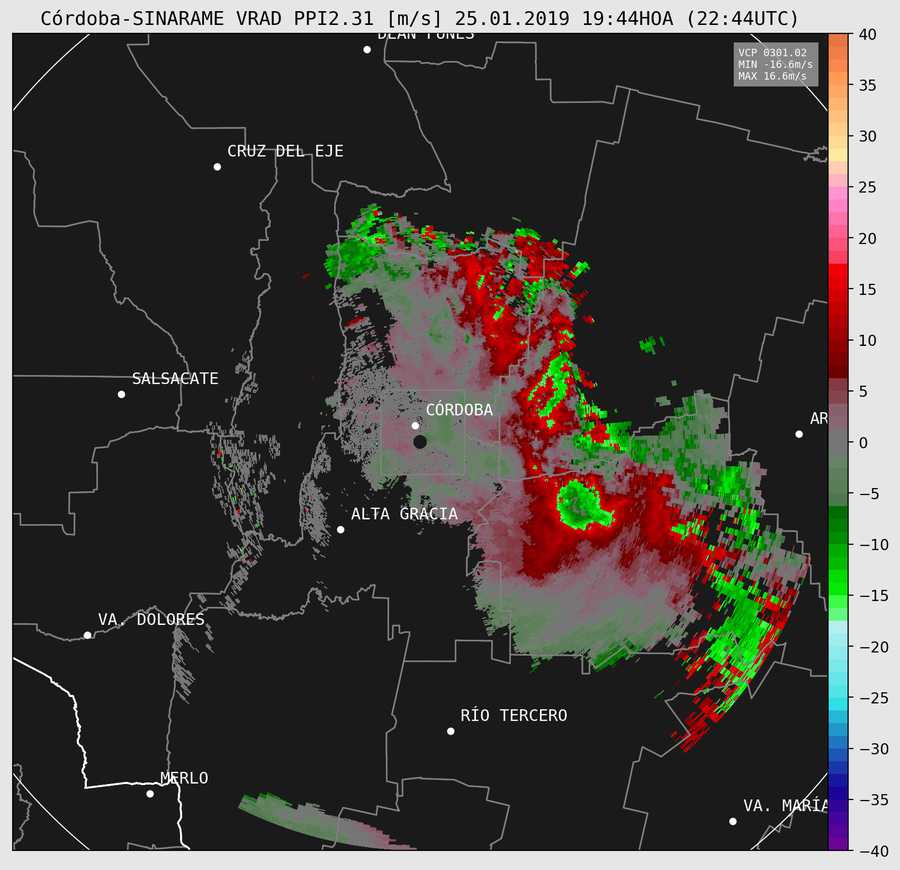 Córdoba-SINARAME VRAD PPI2.31 [m/s] 25.01.2019 19:44HOA (22:44UTC)
DEAN FUNES
VCP 0301.02
MIN -16.6m/s
MAX 16.6m/s
CRUZ DEL EJE
SALSACATE
CÓRDOBA
AR
ALTA GRACIA
VA. DOLORES
RÍO TERCERO
MERLO
VA. MARÍA
40
35
30
25
20
15
10
5
0
−5
−10
−15
−20
−25
−30
−35
−40